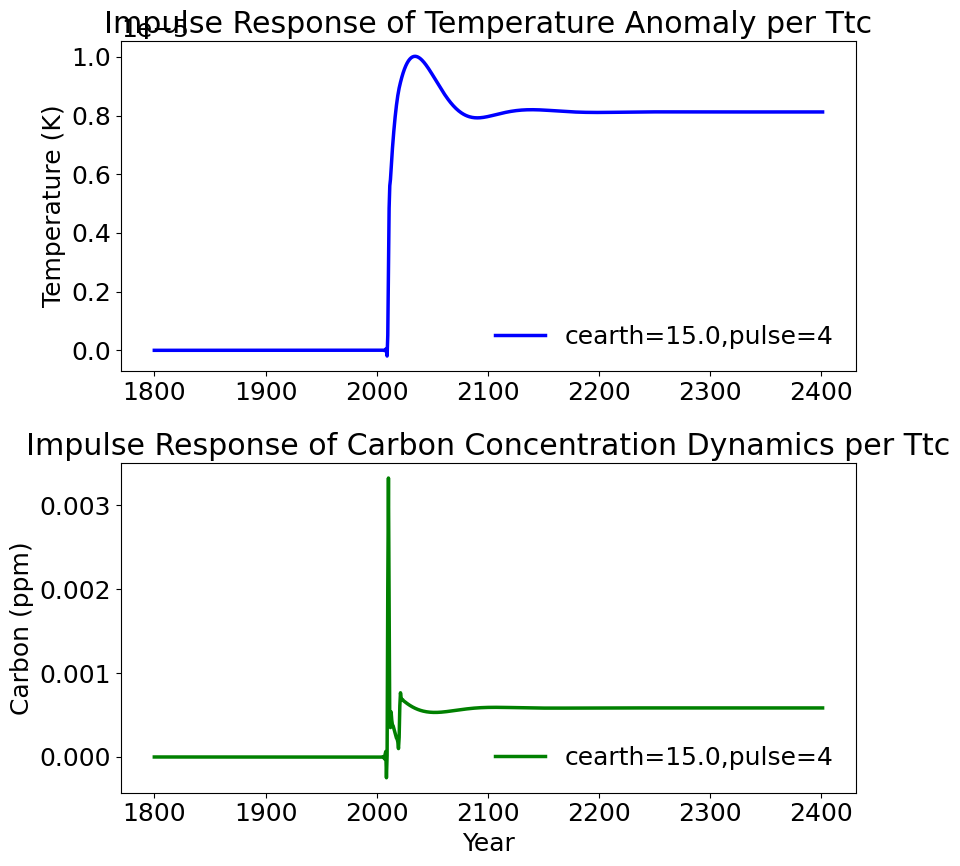 Impulse Response of Temperature Anomaly per Ttc
1e−5
1.0
0.8
0.6
0.4
0.2
0.0
Temperature (K)
cearth=15.0,pulse=4
1800 1900 2000 2100 2200 2300 2400
Impulse Response of Carbon Concentration Dynamics per Ttc
0.003
0.002
0.001
0.000
Carbon (ppm)
cearth=15.0,pulse=4
1800 1900 2000 2100 2200 2300 2400
Year